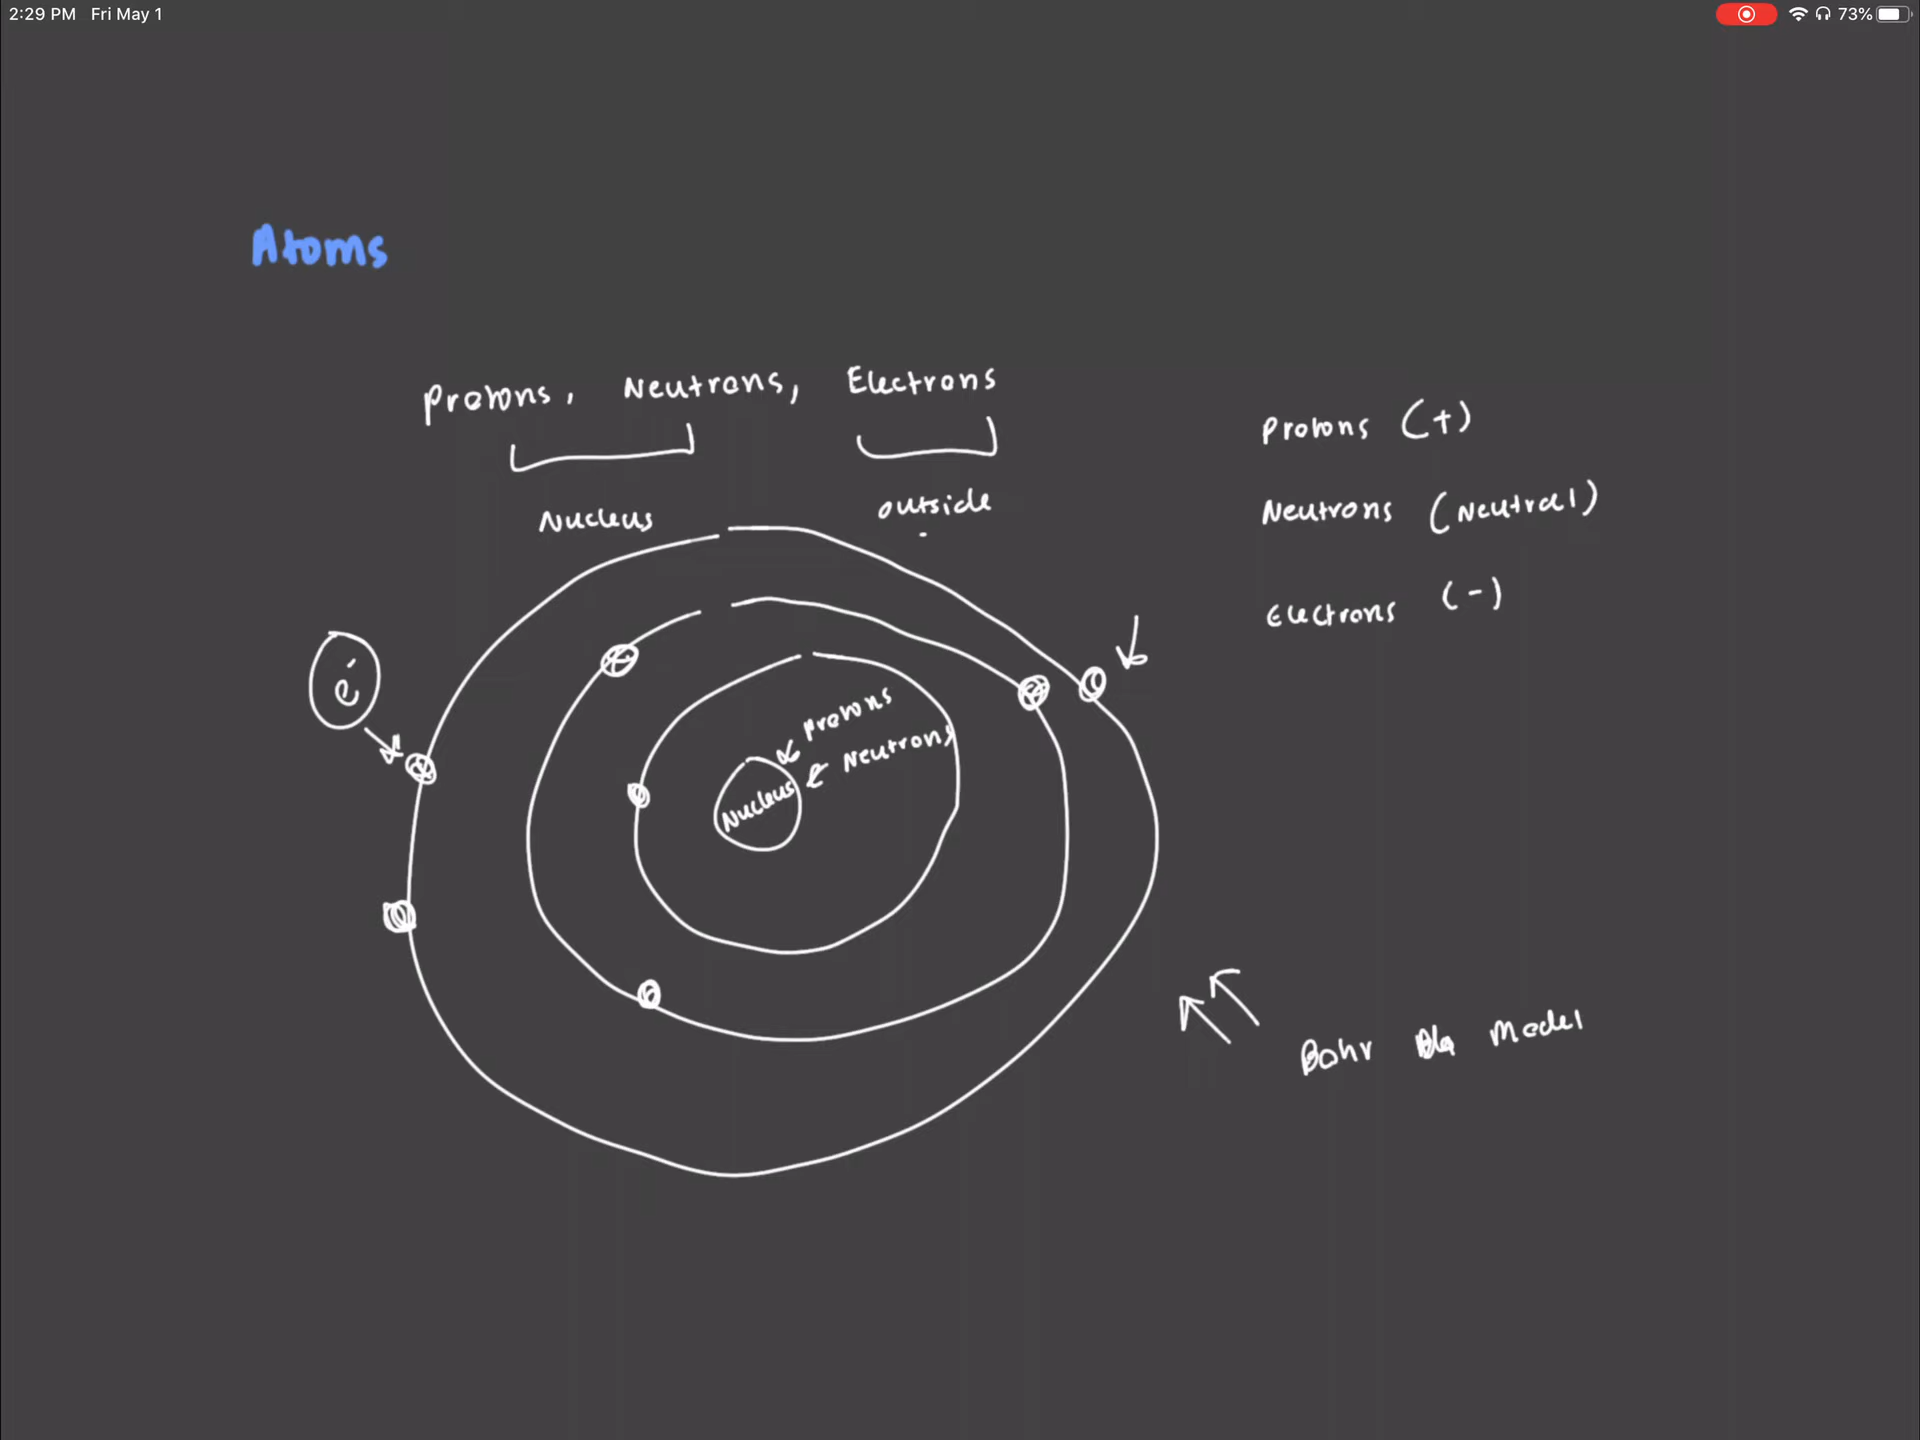 2:29 PM Fri May 1
73%
Atoms
Protons, Neutrons, Electrons
Nucleus
outside
Protons (+)
Neutrons (Neutral)
Electrons (-)
e-
Protons
Neutrons
Nucleus
Bohr Model